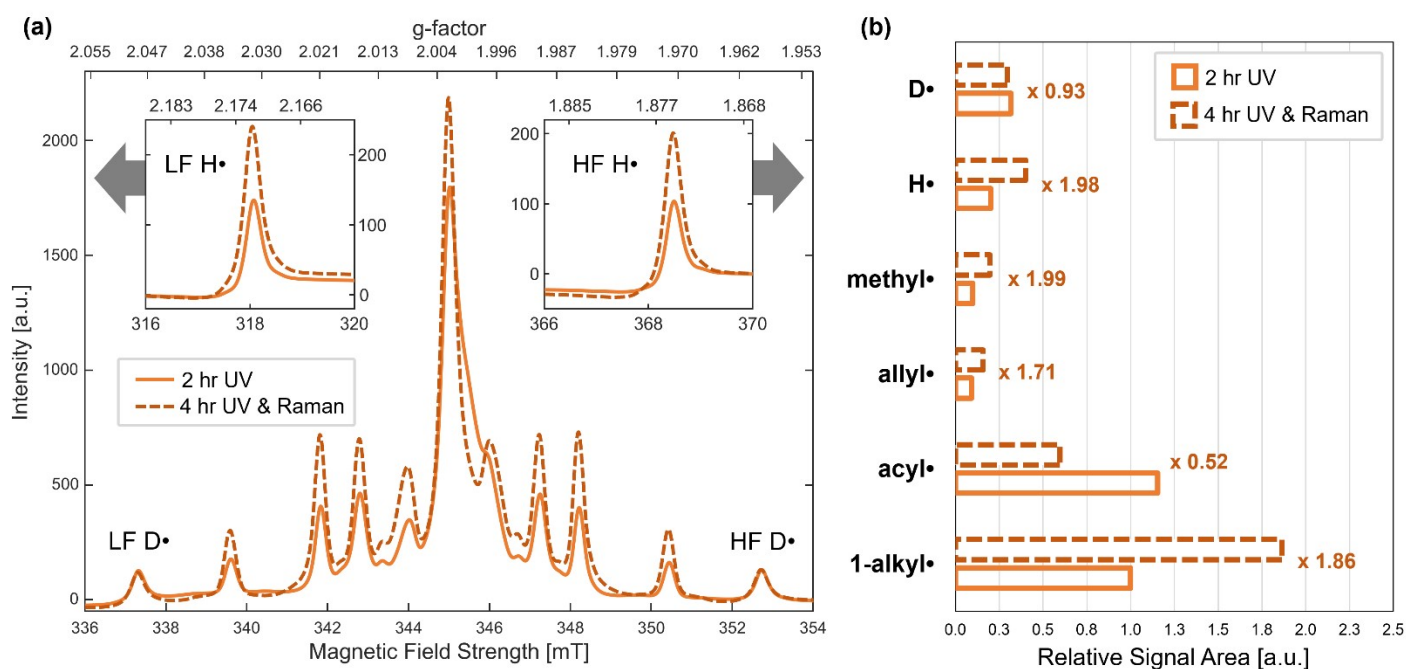 (a)
g-factor
2.055 2.047 2.038 2.030 2.021 2.013 2.004 1.996 1.987 1.979 1.970 1.962 1.953
2.183 2.174 2.166
1.885 1.877 1.868
LF H•
HF H•
200
100
0
200
100
0
316 318 320
366 368 370
2000
1500
1000
500
0
Intensity [a.u.]
2 hr UV
4 hr UV & Raman
LF D•
HF D•
336 338 340 342 344 346 348 350 352 354
Magnetic Field Strength [mT]
(b)
2 hr UV
4 hr UV & Raman
D•
x 0.93
H•
x 1.98
methyl•
x 1.99
allyl•
x 1.71
acyl•
x 0.52
1-alkyl•
x 1.86
0.0 0.3 0.5 0.8 1.0 1.3 1.5 1.8 2.0 2.3 2.5
Relative Signal Area [a.u.]